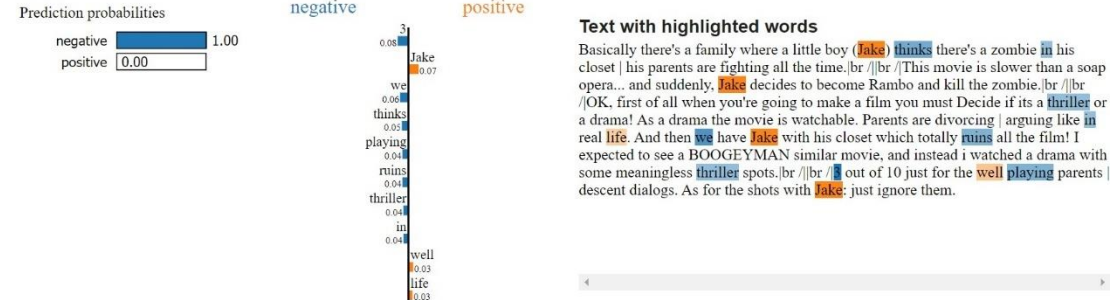 Prediction probabilities
negative 1.00
positive 0.00
negative positive
3
0.08
Jake
0.07
we
0.06
thinks
0.05
playing
0.04
ruins
0.04
thriller
0.04
in
0.04
well
0.03
life
0.03
Text with highlighted words
Basically there's a family where a little boy (Jake) thinks there's a zombie in his
closet | his parents are fighting all the time.|br /||br /|This movie is slower than a soap
opera... and suddenly, Jake decides to become Rambo and kill the zombie.|br /||br
/|OK, first of all when you're going to make a film you must Decide if its a thriller or
a drama! As a drama the movie is watchable. Parents are divorcing | arguing like in
real life. And then we have Jake with his closet which totally ruins all the film! I
expected to see a BOOGEYMAN similar movie, and instead i watched a drama with
some meaningless thriller spots.|br /||br /|3 out of 10 just for the well playing parents |
descent dialogs. As for the shots with Jake: just ignore them.